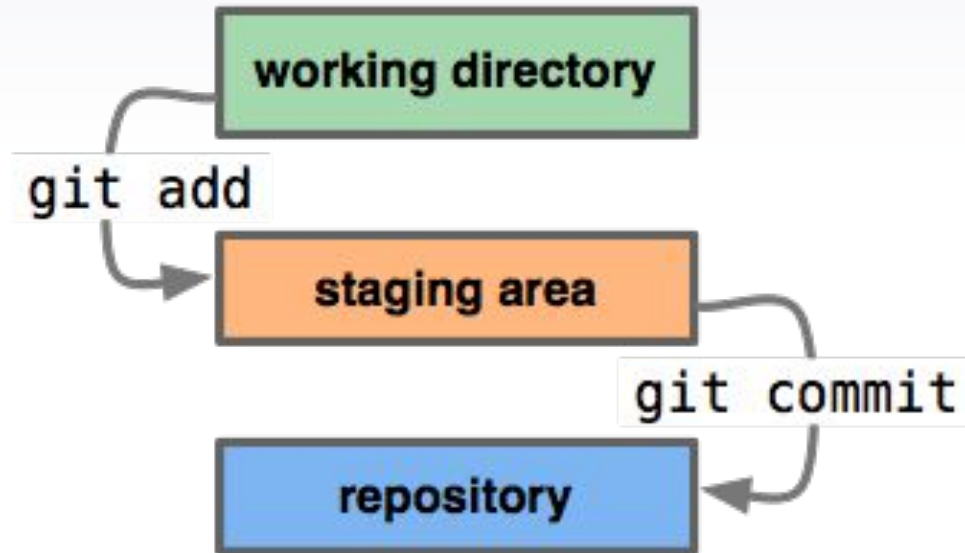 working directory
git add
staging area
git commit
repository